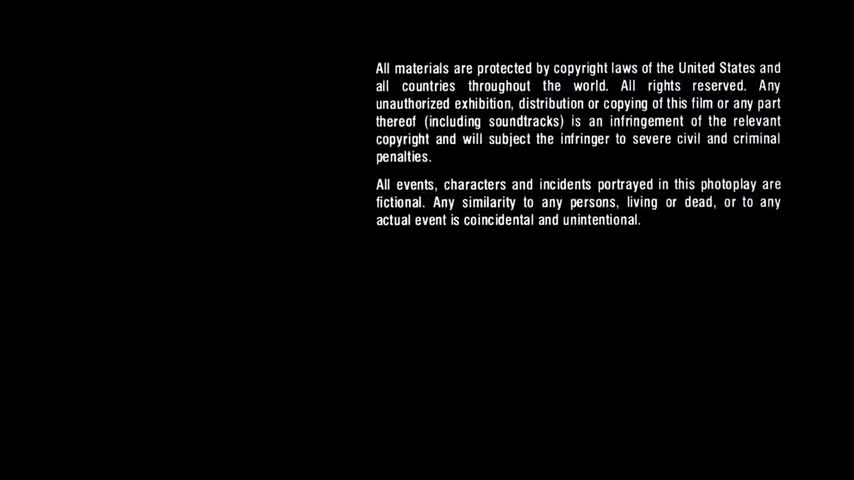 All materials are protected by copyright laws of the United States and
all countries throughout the world. All rights reserved. Any
unauthorized exhibition, distribution or copying of this film or any part
thereof (including soundtracks) is an infringement of the relevant
copyright and will subject the infringer to severe civil and criminal
penalties.
All events, characters and incidents portrayed in this photoplay are
fictional. Any similarity to any persons, living or dead, or to any
actual event is coincidental and unintentional.